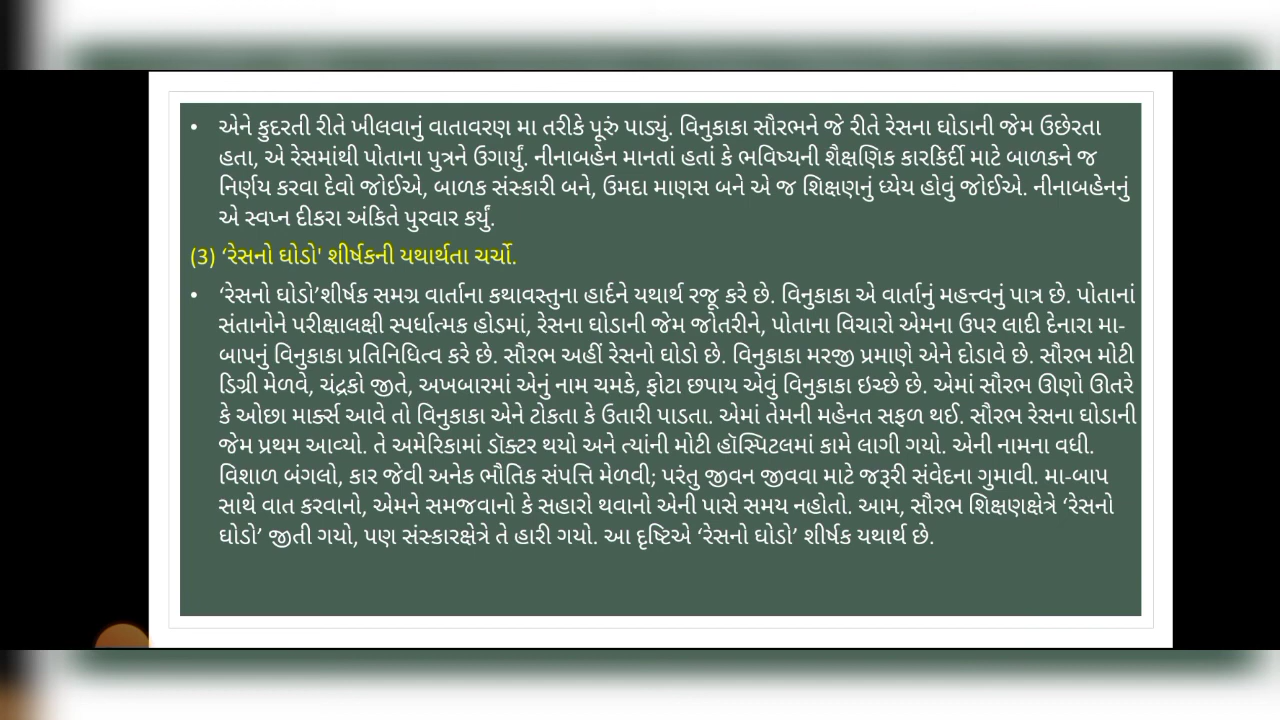 • એને કુદરતી રીતે ખીલવાનું વાતાવરણ મા તરીકે પૂરું પાડ્યું. વિનુકાકા સૌરભને જે રીતે રેસના ઘોડાની જેમ ઉછેરતા
હતા, એ રેસમાંથી પોતાના પુત્રને ઉગાર્યું. નીનાબહેન માનતાં હતાં કે ભવિષ્યની શૈક્ષણિક કારકિર્દી માટે બાળકને જ
નિર્ણય કરવા દેવો જોઈએ, બાળક સંસ્કારી બને, ઉમદા માણસ બને એ જ શિક્ષણનું ધ્યેય હોવું જોઈએ. નીનાબહેનનું
એ સ્વપ્ન દીકરા અંકિતે પુરવાર કર્યું.
(3) ‘રેસનો ઘોડો' શીર્ષકની યથાર્થતા ચર્ચો.
• ‘રેસનો ઘોડો’શીર્ષક સમગ્ર વાર્તાના કથાવસ્તુના હાર્દને યથાર્થ રજૂ કરે છે. વિનુકાકા એ વાર્તાનું મહત્ત્વનું પાત્ર છે. પોતાનાં
સંતાનોને પરીક્ષાલક્ષી સ્પર્ધાત્મક હોડમાં, રેસના ઘોડાની જેમ જોતરીને, પોતાના વિચારો એમના ઉપર લાદી દેનારા મા-
બાપનું વિનુકાકા પ્રતિનિધિત્વ કરે છે. સૌરભ અહીં રેસનો ઘોડો છે. વિનુકાકા મરજી પ્રમાણે એને દોડાવે છે. સૌરભ મોટી
ડિગ્રી મેળવે, ચંદ્રકો જીતે, અખબારમાં એનું નામ ચમકે, ફોટા છપાય એવું વિનુકાકા ઇચ્છે છે. એમાં સૌરભ ઊણો ઊતરે
કે ઓછા માર્ક્સ આવે તો વિનુકાકા એને ટોકતા કે ઉતારી પાડતા. એમાં તેમની મહેનત સફળ થઈ. સૌરભ રેસના ઘોડાની
જેમ પ્રથમ આવ્યો. તે અમેરિકામાં ડૉક્ટર થયો અને ત્યાંની મોટી હૉસ્પિટલમાં કામે લાગી ગયો. એની નામના વધી.
વિશાળ બંગલો, કાર જેવી અનેક ભૌતિક સંપત્તિ મેળવી; પરંતુ જીવન જીવવા માટે જરૂરી સંવેદના ગુમાવી. મા-બાપ
સાથે વાત કરવાનો, એમને સમજવાનો કે સહારો થવાનો એની પાસે સમય નહોતો. આમ, સૌરભ શિક્ષણક્ષેત્રે ‘રેસનો
ઘોડો’ જીતી ગયો, પણ સંસ્કારક્ષેત્રે તે હારી ગયો. આ દૃષ્ટિએ ‘રેસનો ઘોડો’ શીર્ષક યથાર્થ છે.